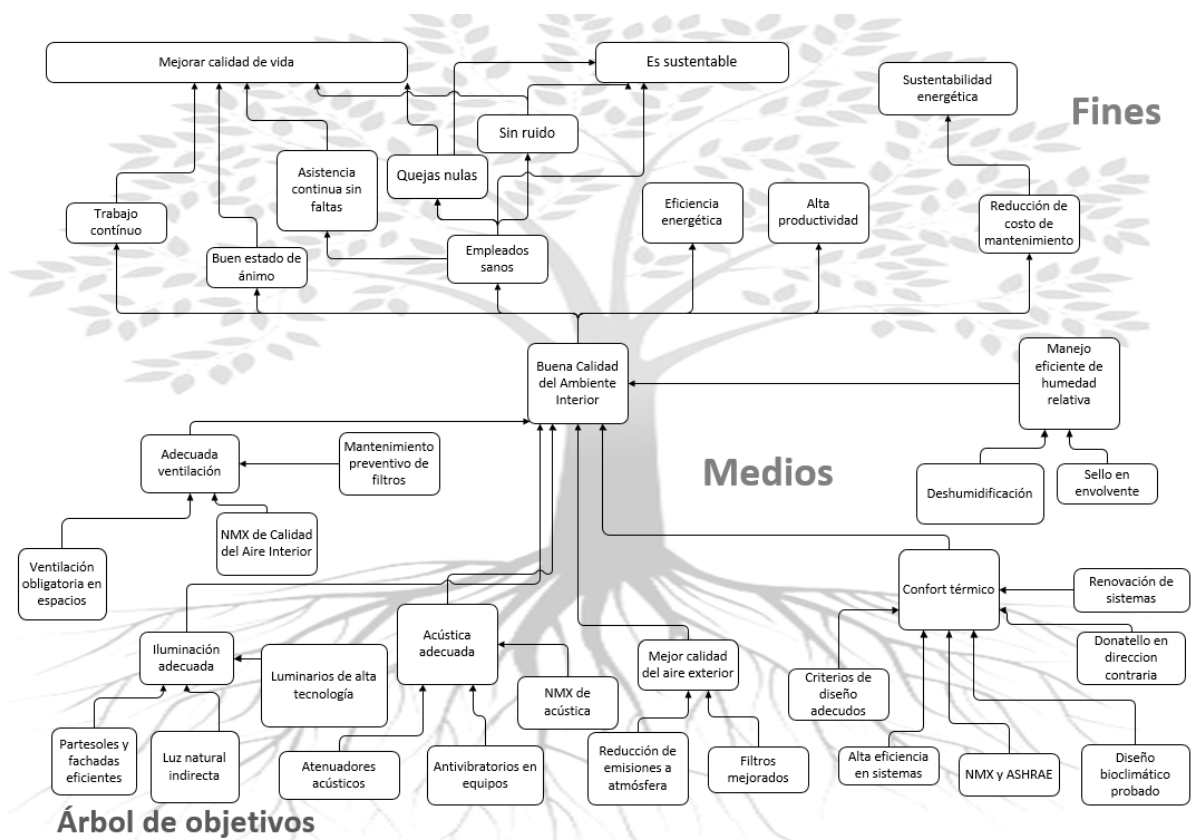 Mejorar calidad de vida
Es sustentable
Sustentabilidad
energética
Fines
Sin ruido
Asistencia
continua sin
faltas
Quejas nulas
Trabajo
contínuo
Eficiencia
energética
Alta
productividad
Reducción de
costo de
mantenimiento
Buen estado de
ánimo
Empleados
sanos
Buena Calidad
del Ambiente
Interior
Manejo
eficiente de
humedad
relativa
Adecuada
ventilación
Mantenimiento
preventivo de
filtros
Medios
Deshumidificación
Sello en
envolvente
NMX de Calidad
del Aire Interior
Ventilación
obligatoria en
espacios
Confort térmico
Renovación de
sistemas
Iluminación
adecuada
Luminarios de alta
tecnología
Acústica
adecuada
NMX de
acústica
Mejor calidad
del aire exterior
Criterios de
diseño
adecudos
Donatello en
direccion
contraria
Partesoles y
fachadas
eficientes
Luz natural
indirecta
Atenuadores
acústicos
Antivibratorios en
equipos
Reducción de
emisiones a
atmósfera
Filtros
mejorados
Alta eficiencia
en sistemas
NMX y ASHRAE
Diseño
bioclimático
probado
Árbol de objetivos